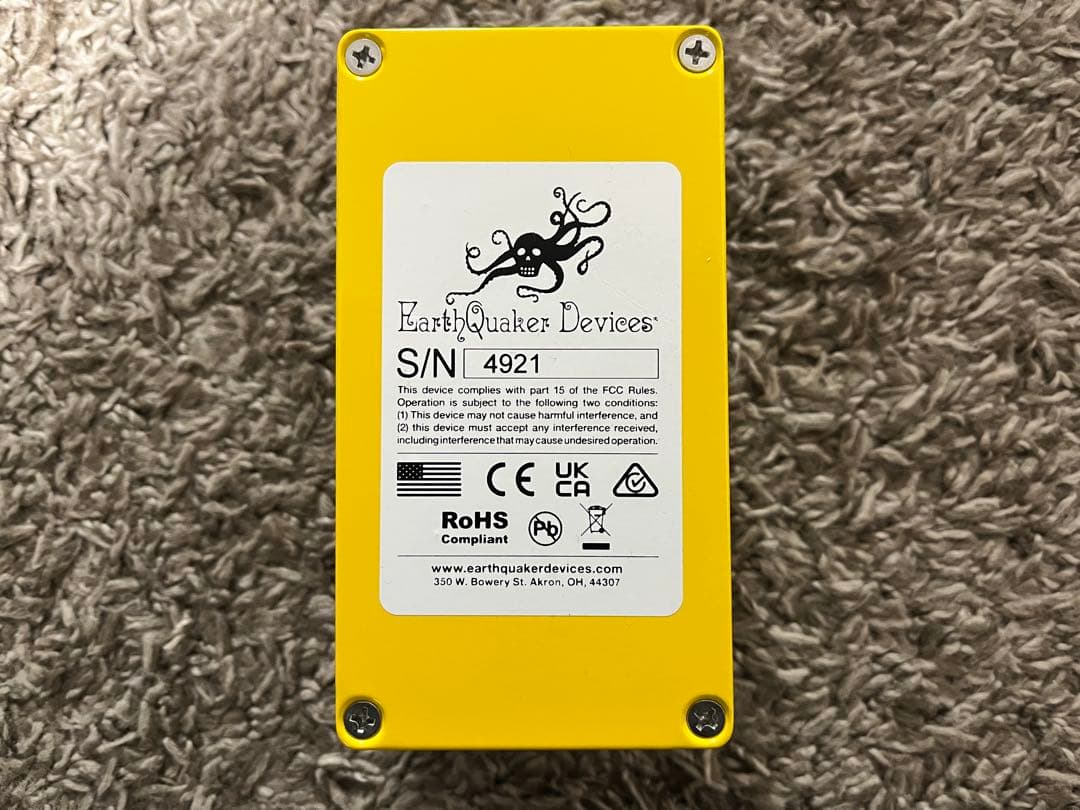 EarthQuaker Devices
S/N 4921
This device complies with part 15 of the FCC Rules.
Operation is subject to the following two conditions:
(1) This device may not cause harmful interference, and
(2) this device must accept any interference received,
including interference that may cause undesired operation.
CE UK CA
RoHS Pb
Compliant
www.earthquakerdevices.com
350 W. Bowery St. Akron, OH, 44307